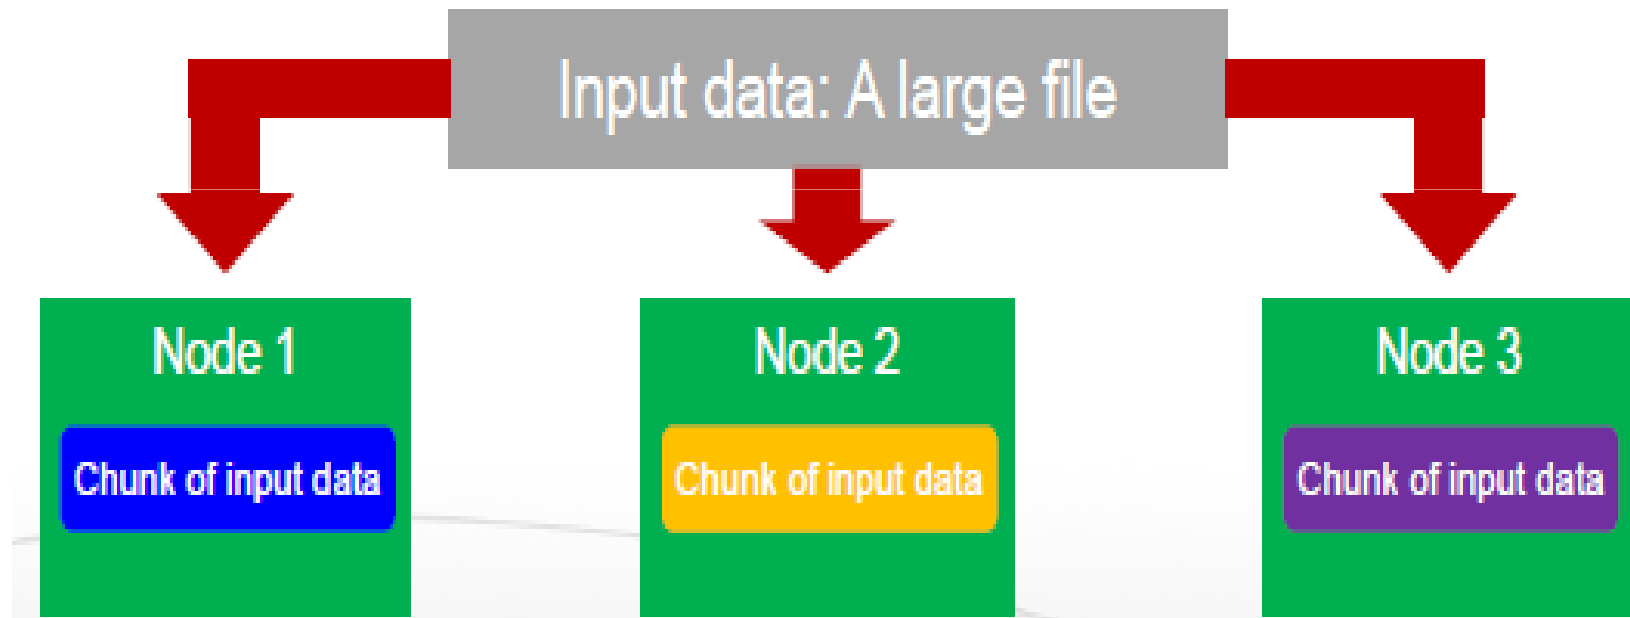 Input data: A large file
Node 1
Node 2
Node 3
Chunk of input data
Chunk of input data
Chunk of input data